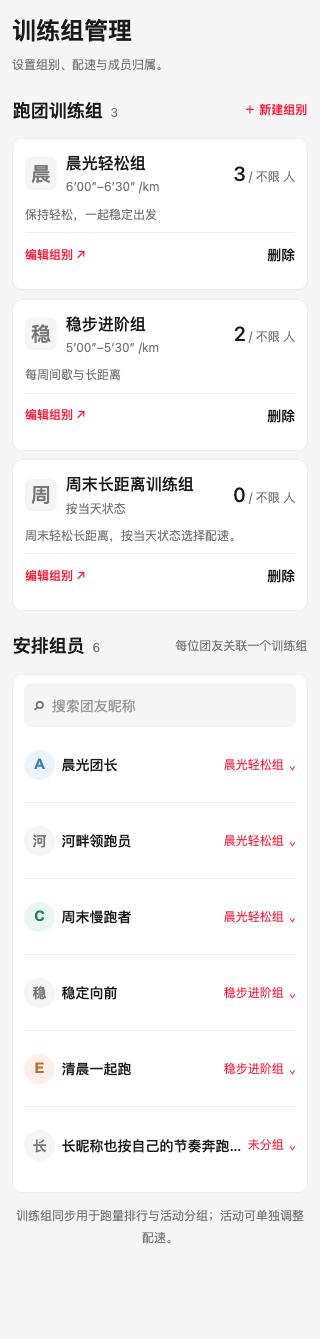 训练组管理
设置组别、配速与成员归属。
跑团训练组 3
+ 新建组别
晨
晨光轻松组
6′00″–6′30″ /km
3 / 不限 人
保持轻松，一起稳定出发
编辑组别 ↗
删除
稳
稳步进阶组
5′00″–5′30″ /km
2 / 不限 人
每周间歇与长距离
编辑组别 ↗
删除
周
周末长距离训练组
按当天状态
0 / 不限 人
周末轻松长距离，按当天状态选择配速。
编辑组别 ↗
删除
安排组员 6
每位团友关联一个训练组
搜索团友昵称
A 晨光团长 晨光轻松组
河 河畔领跑员 晨光轻松组
C 周末慢跑者 晨光轻松组
稳 稳定向前 稳步进阶组
E 清晨一起跑 稳步进阶组
长 长昵称也按自己的节奏奔跑... 未分组
训练组同步用于跑量排行与活动分组；活动可单独调整
配速。